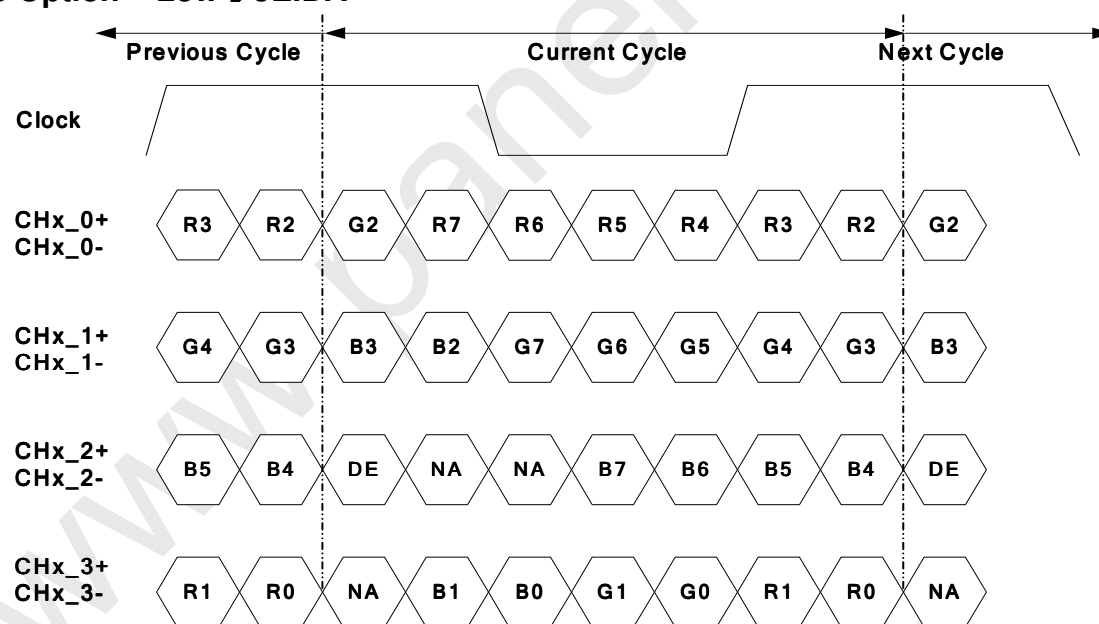 Previous Cycle Current Cycle Next Cycle
Clock
CHx_0+
CHx_0-
R3 R2 G2 R7 R6 R5 R4 R3 R2 G2
CHx_1+
CHx_1-
G4 G3 B3 B2 G7 G6 G5 G4 G3 B3
CHx_2+
CHx_2-
B5 B4 DE NA NA B7 B6 B5 B4 DE
CHx_3+
CHx_3-
R1 R0 NA B1 B0 G1 G0 R1 R0 NA